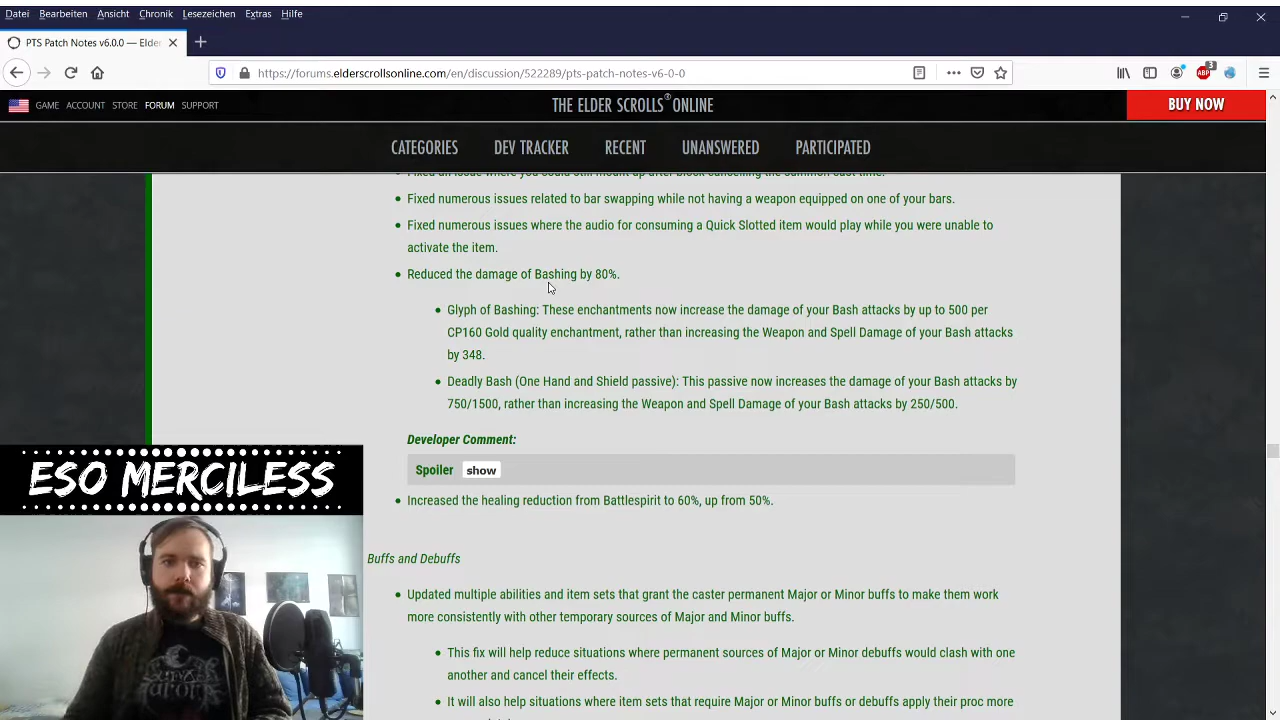 Datei Bearbeiten Ansicht Chronik Lesezeichen Extras Hilfe
PTS Patch Notes v6.0.0 — Elder
https://forums.elderscrollsonline.com/en/discussion/522289/pts-patch-notes-v6-0-0
ABP 3
GAME ACCOUNT STORE FORUM SUPPORT
THE ELDER SCROLLS® ONLINE
BUY NOW
CATEGORIES DEV TRACKER RECENT UNANSWERED PARTICIPATED
Fixed an issue where you could still mount up after block cancelling the summon cast time.
Fixed numerous issues related to bar swapping while not having a weapon equipped on one of your bars.
Fixed numerous issues where the audio for consuming a Quick Slotted item would play while you were unable to
activate the item.
Reduced the damage of Bashing by 80%.
Glyph of Bashing: These enchantments now increase the damage of your Bash attacks by up to 500 per
CP160 Gold quality enchantment, rather than increasing the Weapon and Spell Damage of your Bash attacks
by 348.
Deadly Bash (One Hand and Shield passive): This passive now increases the damage of your Bash attacks by
750/1500, rather than increasing the Weapon and Spell Damage of your Bash attacks by 250/500.
Developer Comment:
Spoiler show
Increased the healing reduction from Battlespirit to 60%, up from 50%.
ESO MERCILESS
Buffs and Debuffs
Updated multiple abilities and item sets that grant the caster permanent Major or Minor buffs to make them work
more consistently with other temporary sources of Major and Minor buffs.
This fix will help reduce situations where permanent sources of Major or Minor debuffs would clash with one
another and cancel their effects.
It will also help situations where item sets that require Major or Minor buffs or debuffs apply their proc more